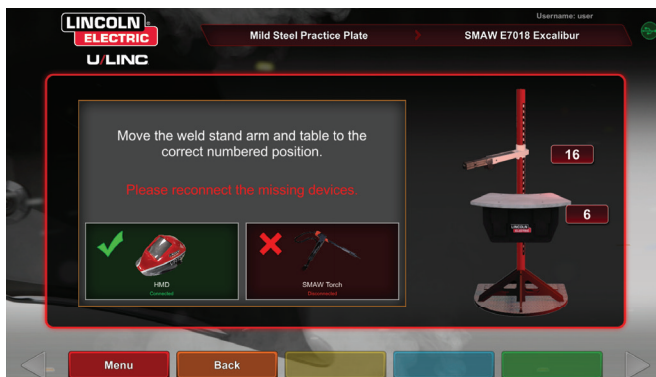 LINCOLN
ELECTRIC
U/LINC
Username: user
Mild Steel Practice Plate
SMAW E7018 Excalibur
Move the weld stand arm and table to the
correct numbered position.
Please reconnect the missing devices.
HMD
Connected
SMAW Torch
Disconnected
16
6
LINCOLN
ELECTRIC
Menu
Back